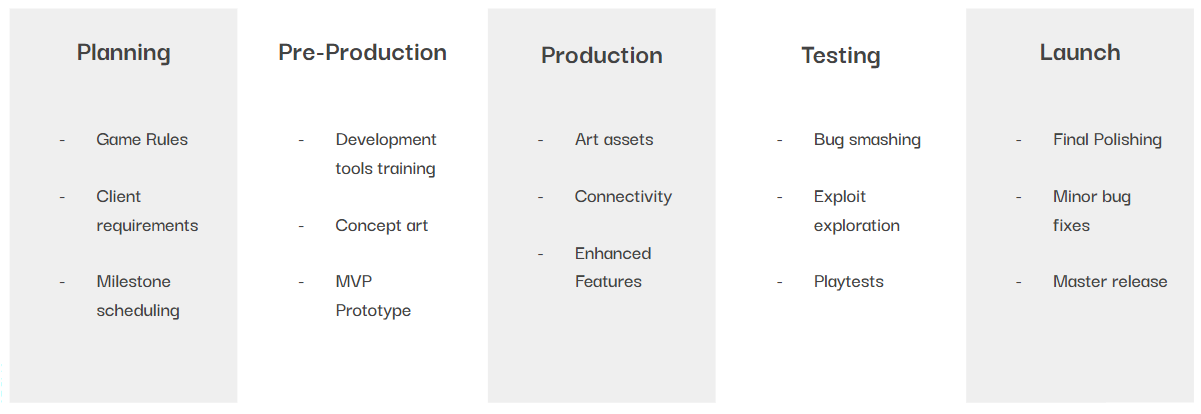 Planning
- Game Rules
- Client
requirements
- Milestone
scheduling
Pre-Production
- Development
tools training
- Concept art
- MVP
Prototype
Production
- Art assets
- Connectivity
- Enhanced
Features
Testing
- Bug smashing
- Exploit
exploration
- Playtests
Launch
- Final Polishing
- Minor bug
fixes
- Master release